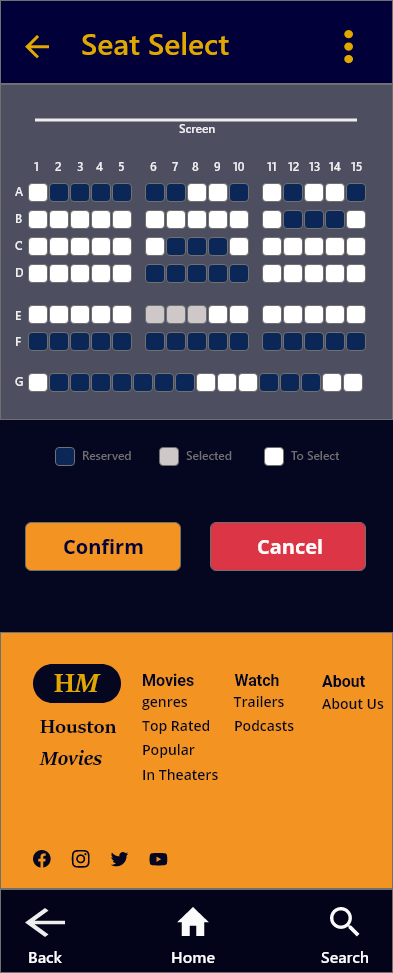 Seat Select
Screen
1 2 3 4 5 6 7 8 9 10 11 12 13 14 15
A
B
C
D
E
F
G
Reserved Selected To Select
Confirm Cancel
HM
Houston
Movies
Movies
genres
Top Rated
Popular
In Theaters
Watch
Trailers
Podcasts
About
About Us
Back Home Search